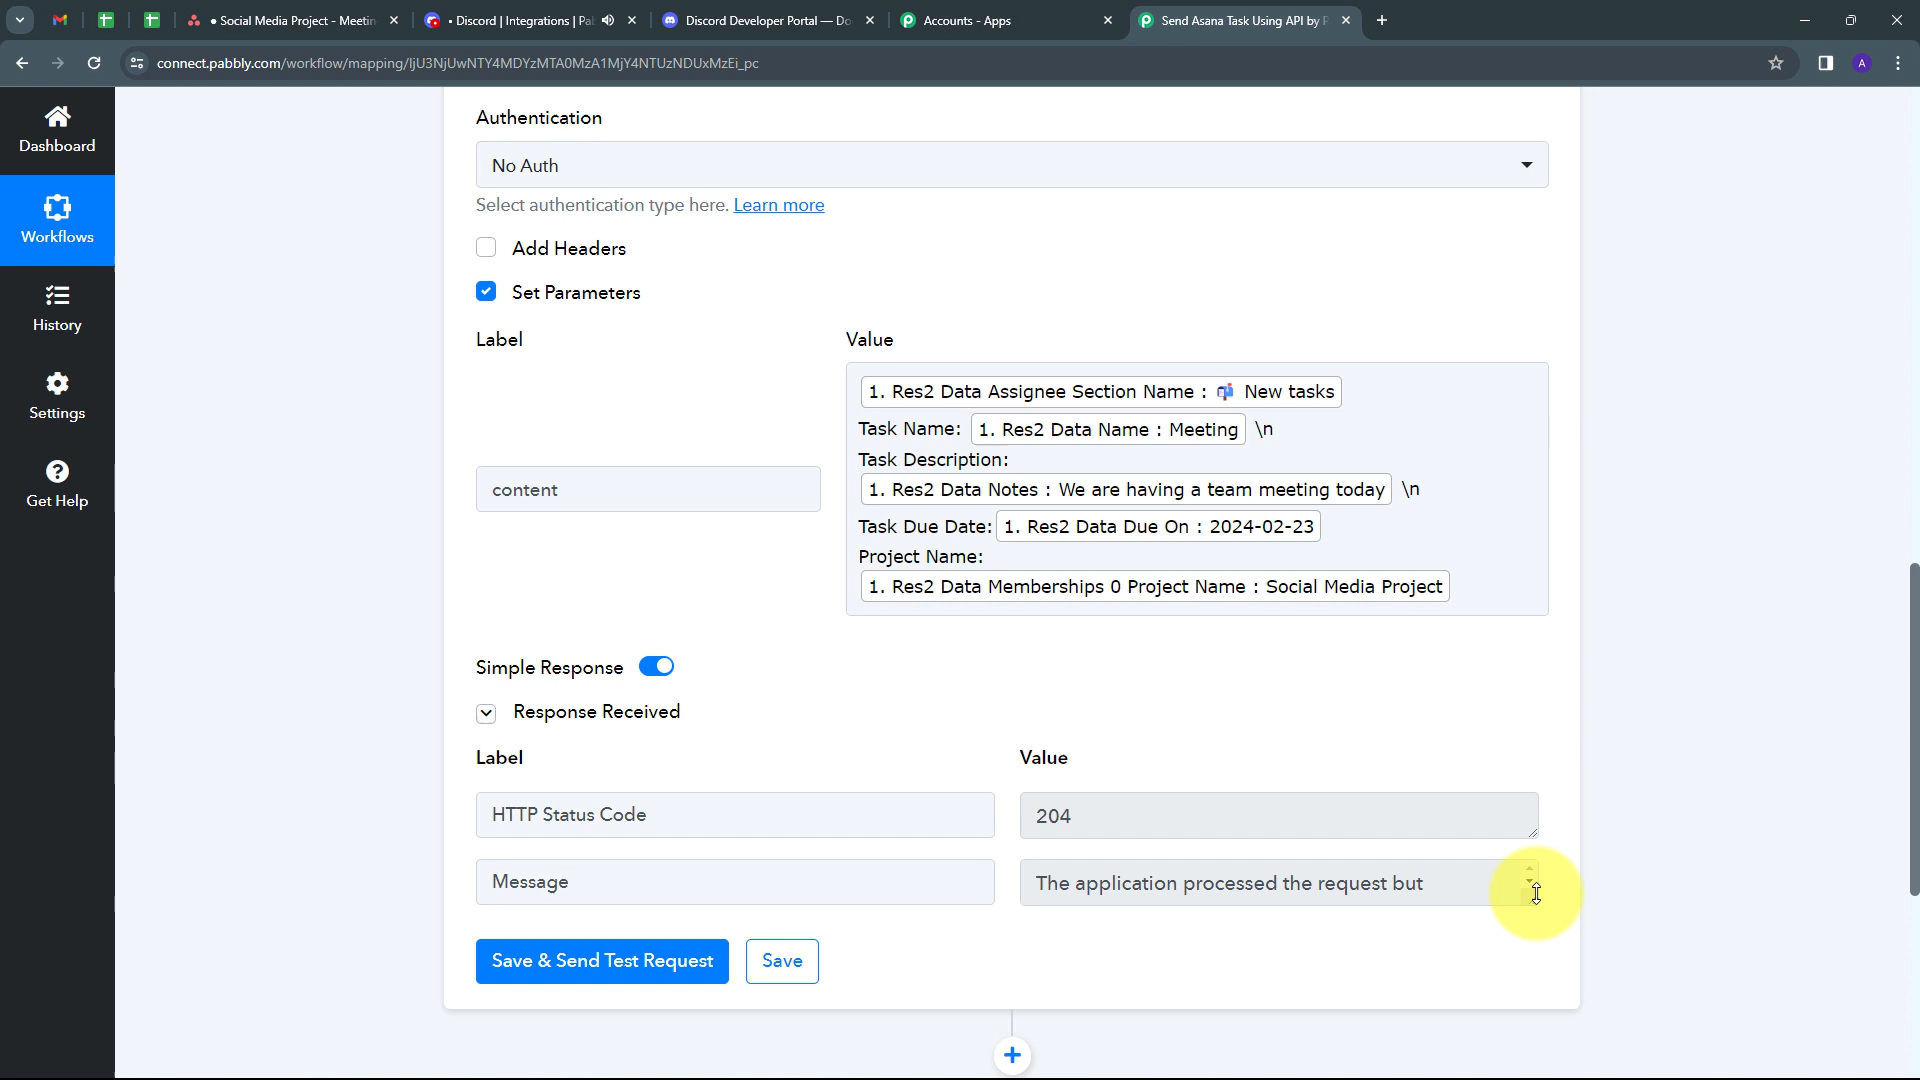 • Social Media Project - Meetin
• Discord | Integrations | Pa
Discord Developer Portal — Do
Accounts - Apps
Send Asana Task Using API by P
connect.pabbly.com/workflow/mapping/IjU3NjUwNTY4MDYzMTA0MzA1MjY4NTUzNDUxMzEi_pc
A
Dashboard
Workflows
History
Settings
Get Help
Authentication
No Auth
Select authentication type here. Learn more
Add Headers
Set Parameters
Label
Value
content
1. Res2 Data Assignee Section Name : 📬 New tasks
Task Name: 1. Res2 Data Name : Meeting \n
Task Description:
1. Res2 Data Notes : We are having a team meeting today \n
Task Due Date: 1. Res2 Data Due On : 2024-02-23
Project Name:
1. Res2 Data Memberships 0 Project Name : Social Media Project
Simple Response
Response Received
Label
Value
HTTP Status Code
204
Message
The application processed the request but
Save & Send Test Request
Save